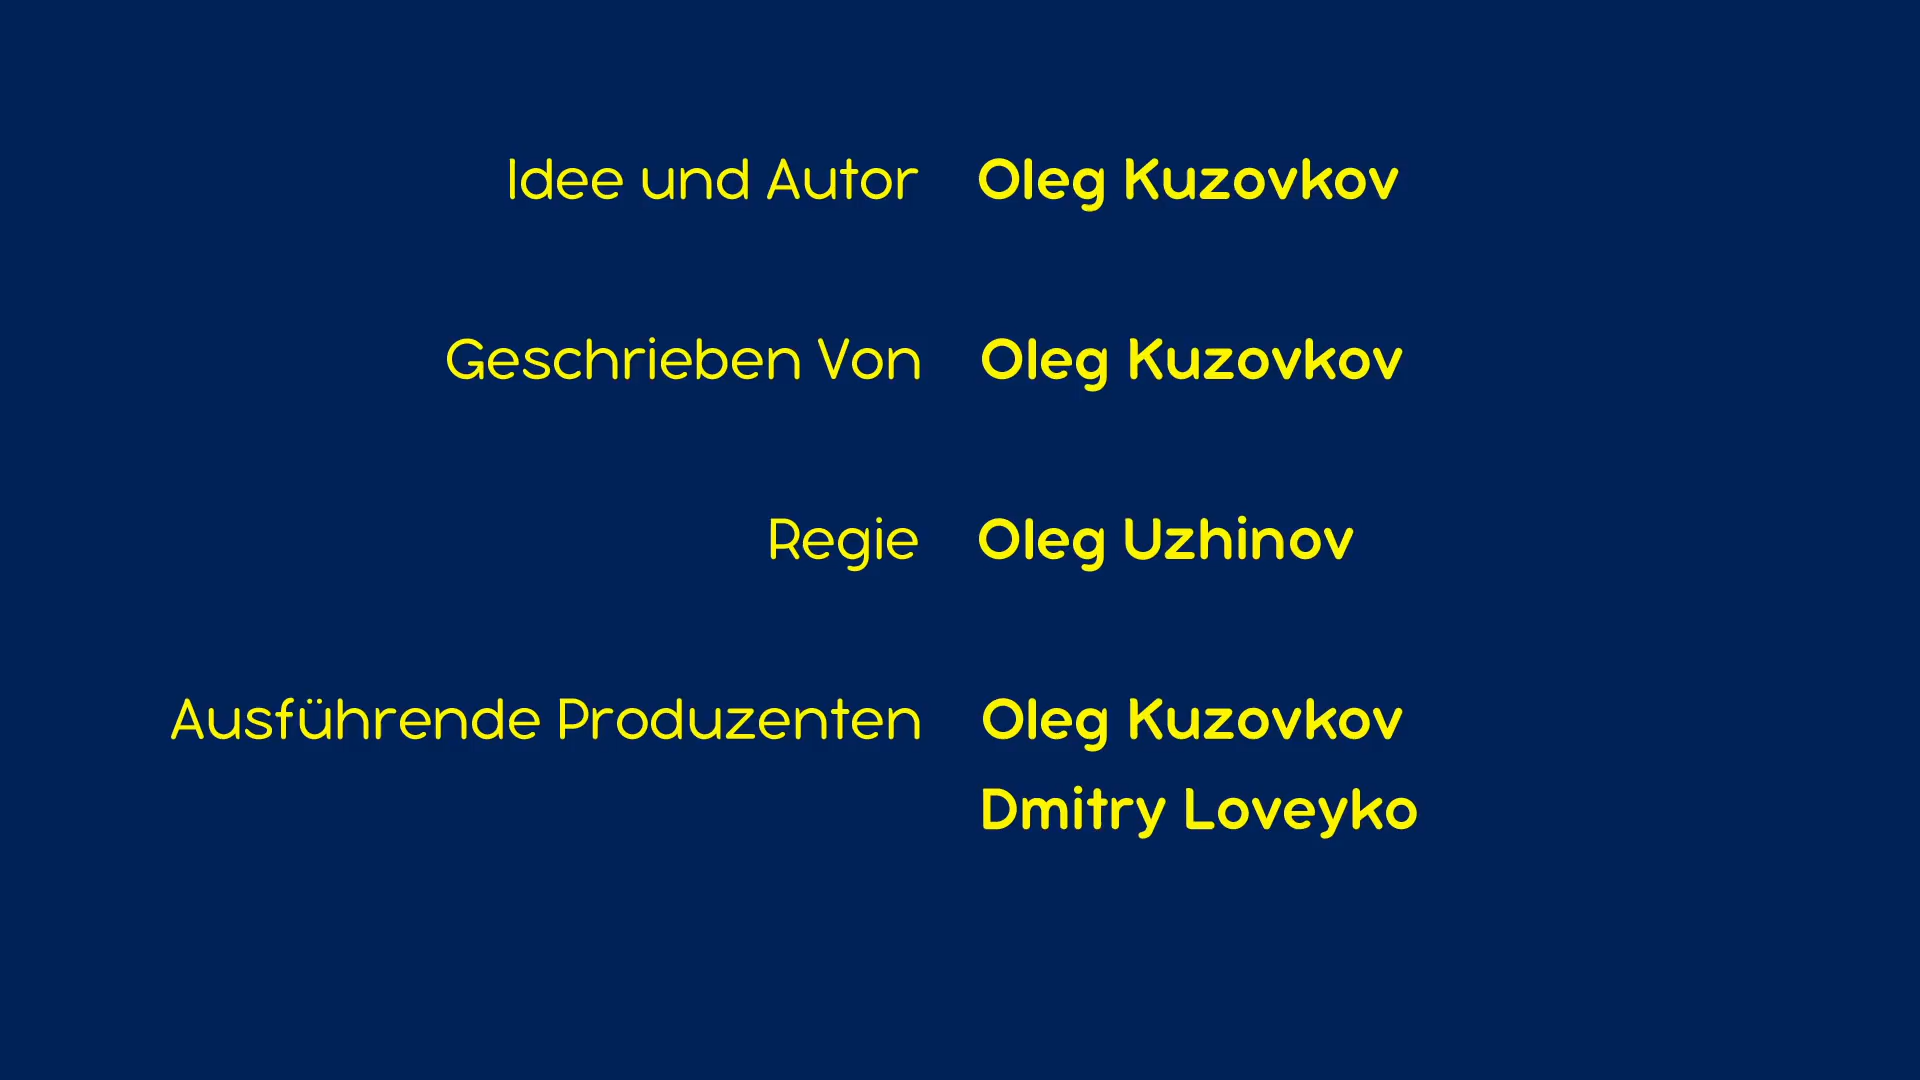 Idee und Autor Oleg Kuzovkov
Geschrieben Von Oleg Kuzovkov
Regie Oleg Uzhinov
Ausführende Produzenten Oleg Kuzovkov
Dmitry Loveyko